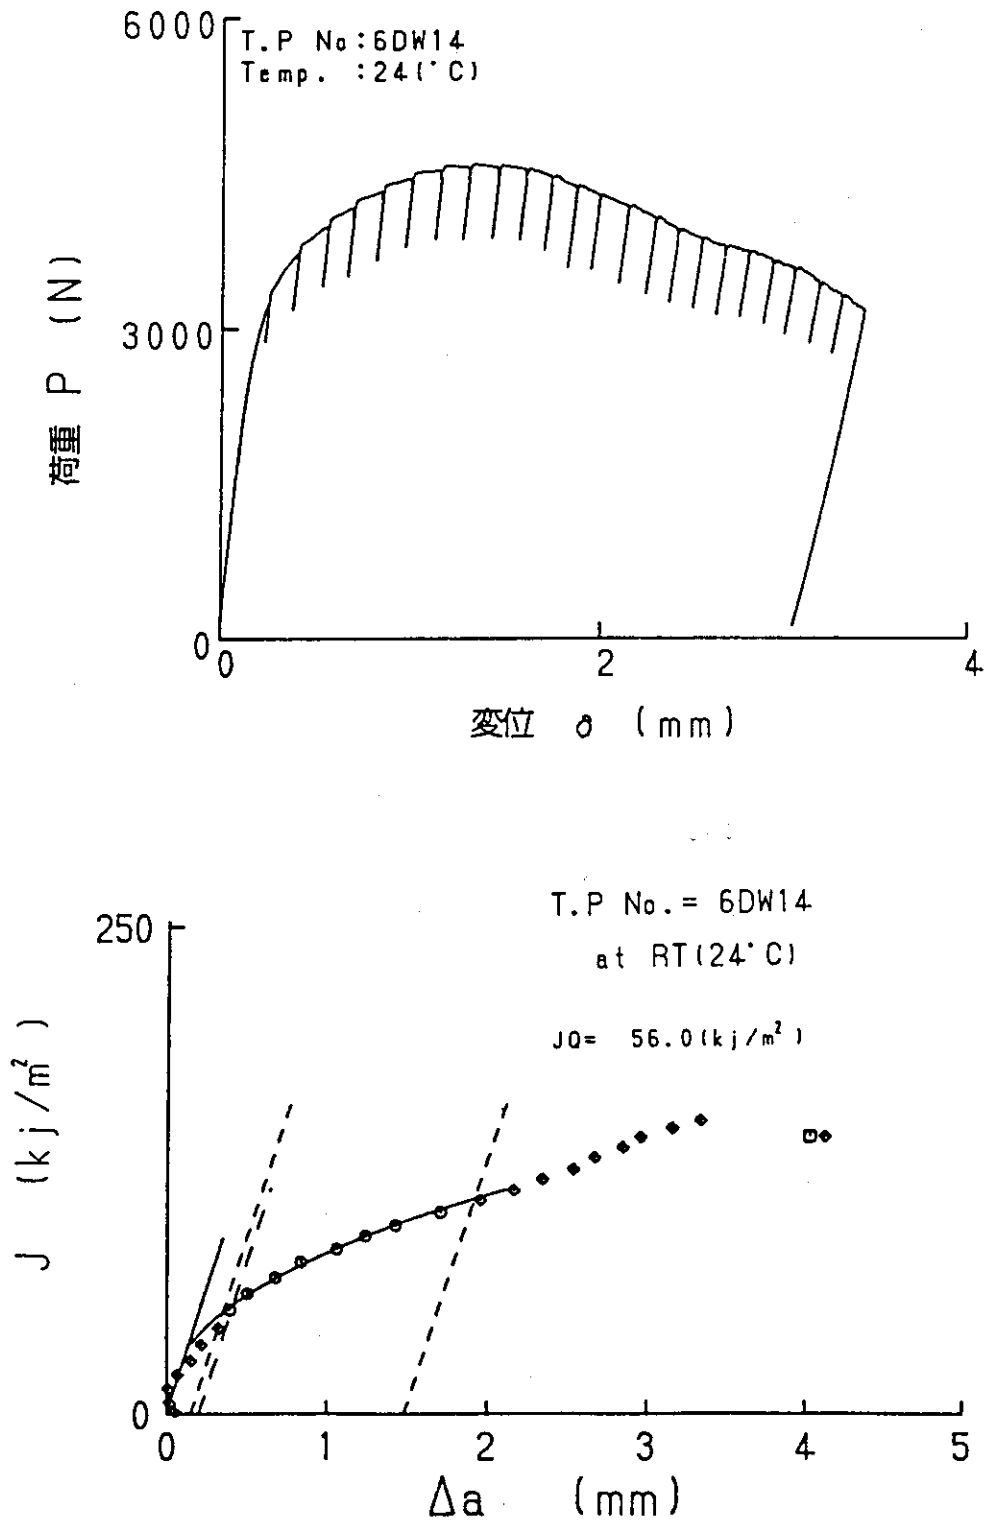 6000
T.P No:6DW14
Temp. :24(°C)
荷重 P (N)
3000
0
0 2 4
変位 δ (mm)
T.P No.= 6DW14
250
at RT(24°C)
JQ= 56.0(kj/m²)
J (kj/m²)
0
0 1 2 3 4 5
Δa (mm)